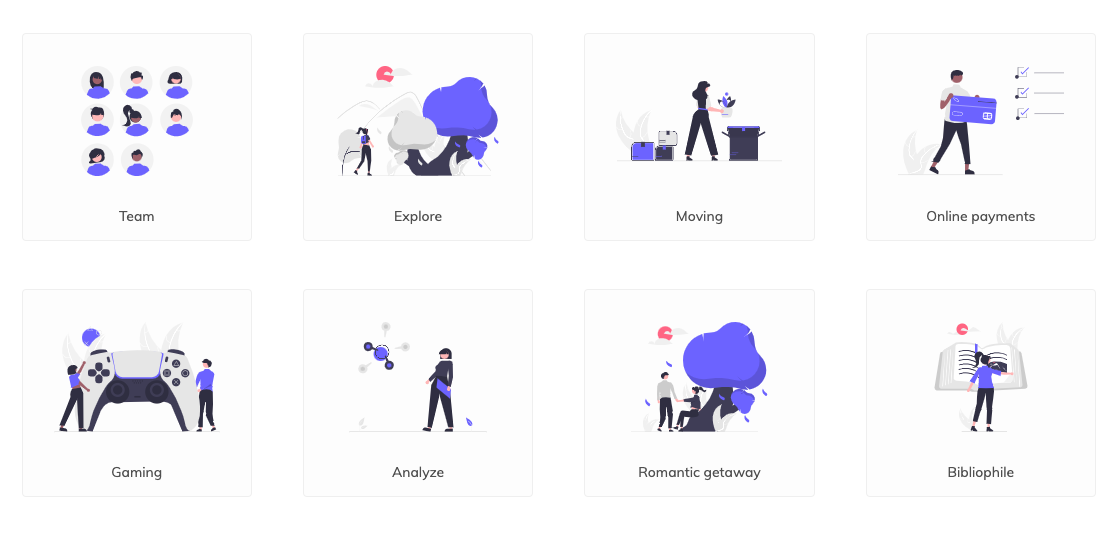 Team
Explore
Moving
Online payments
Gaming
Analyze
Romantic getaway
Bibliophile